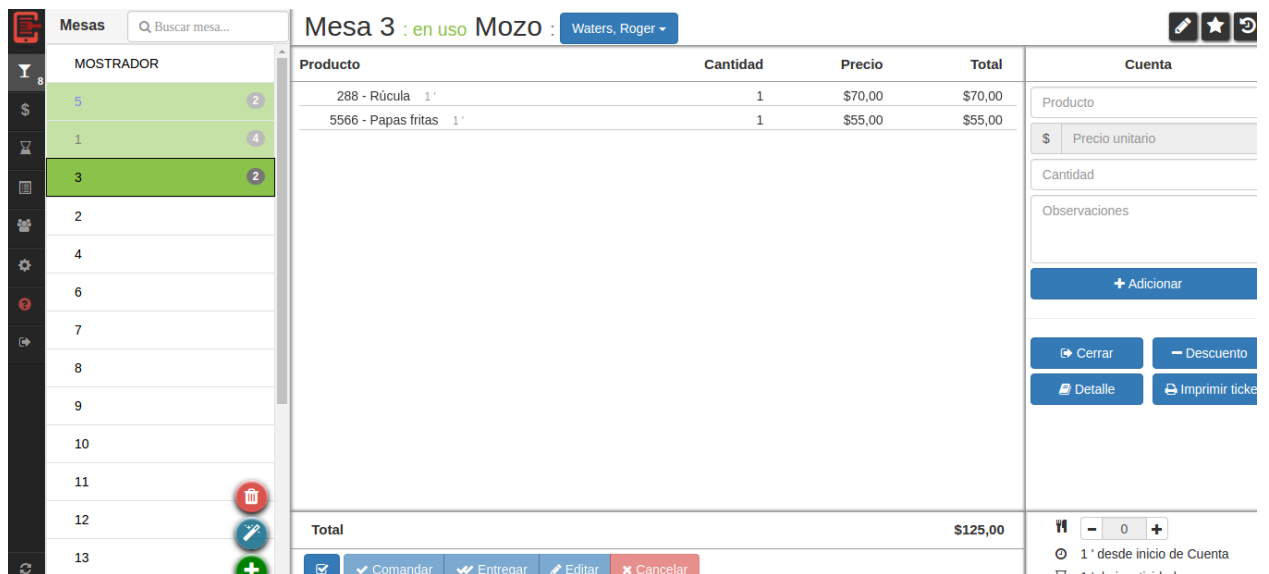 Mesas Buscar mesa...
Mesa 3 : en uso Mozo : Waters, Roger
8
MOSTRADOR
5 2
1 4
3 2
2
4
6
7
8
9
10
11
12
13
Producto Cantidad Precio Total
288 - Rúcula 1 ' 1 $70,00 $70,00
5566 - Papas fritas 1 ' 1 $55,00 $55,00
Total $125,00
Comandar Entregar Editar Cancelar
Cuenta
Producto
$ Precio unitario
Cantidad
Observaciones
+ Adicionar
Cerrar − Descuento
Detalle Imprimir ticke
− 0 +
1 ' desde inicio de Cuenta